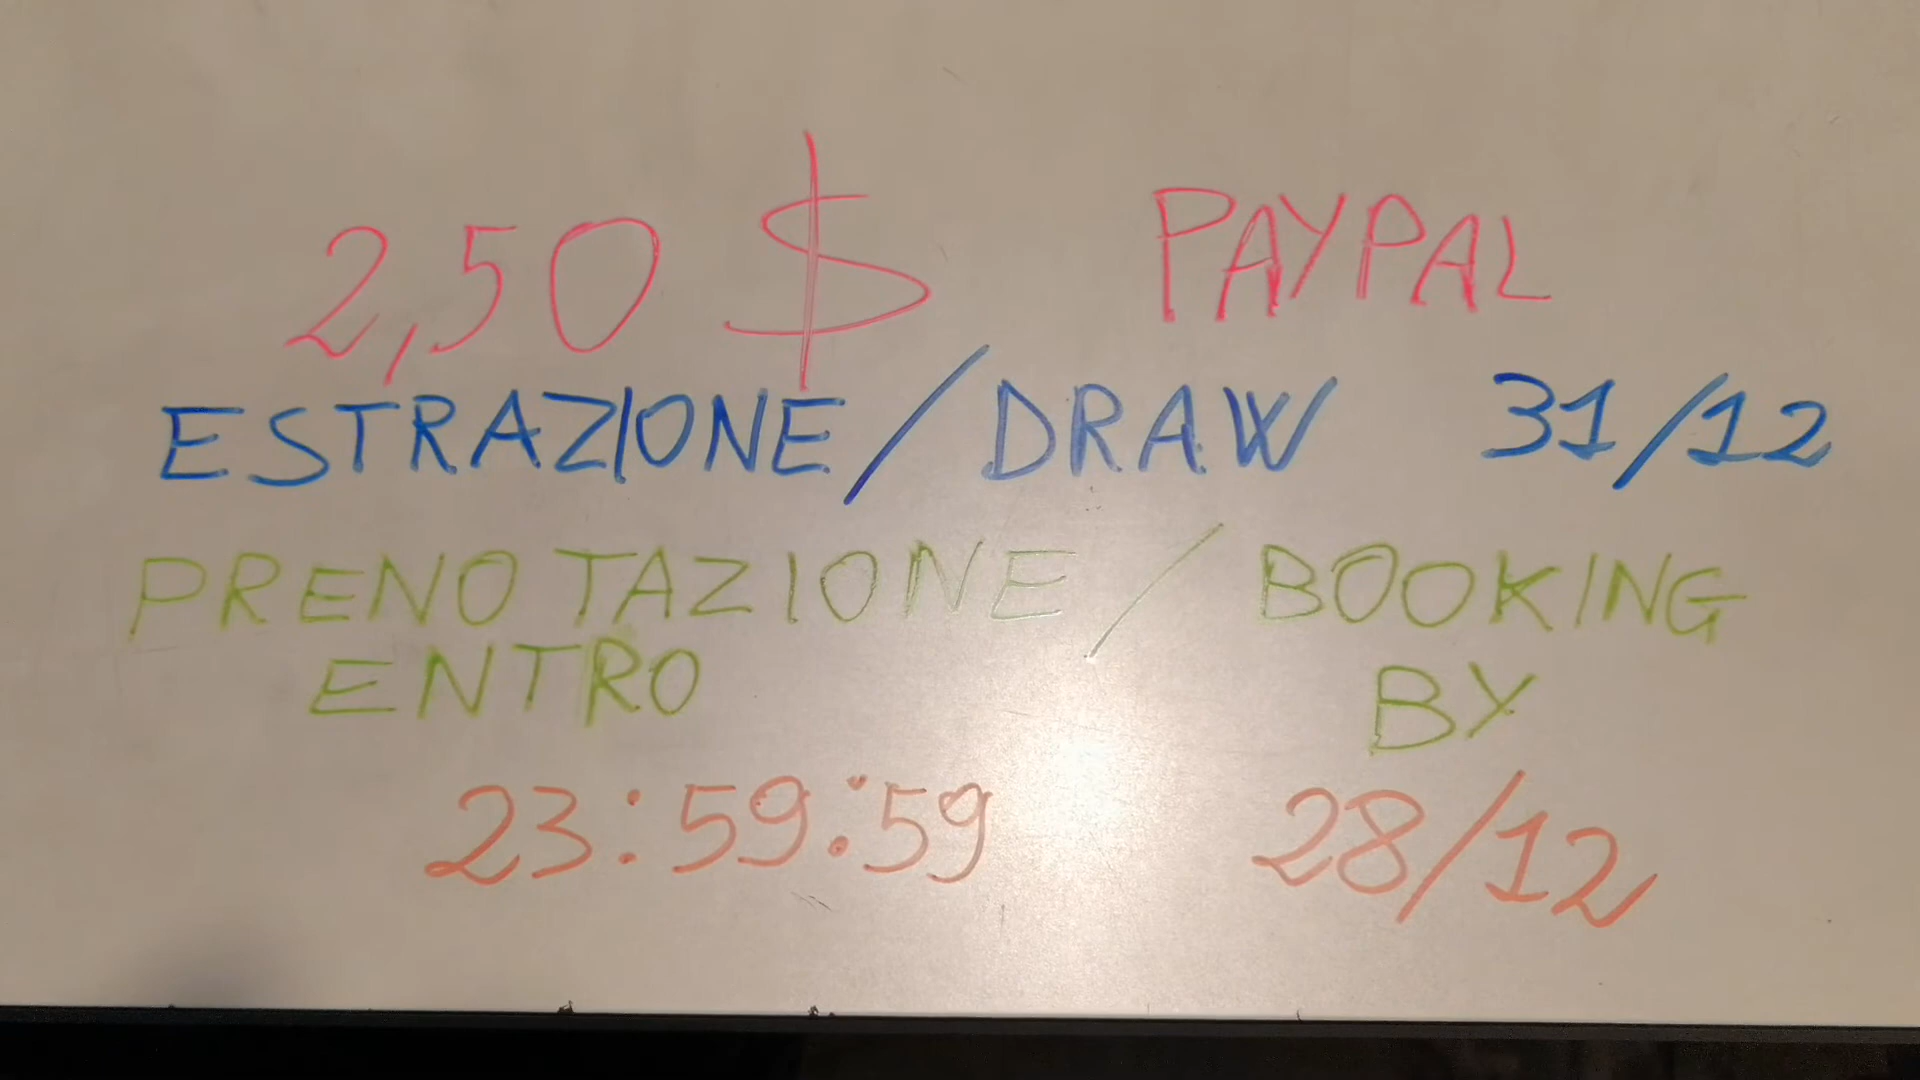 2,50 $ PAYPAL
ESTRAZIONE/DRAW 31/12
PRENOTAZIONE/BOOKING
ENTRO BY
23:59:59 28/12